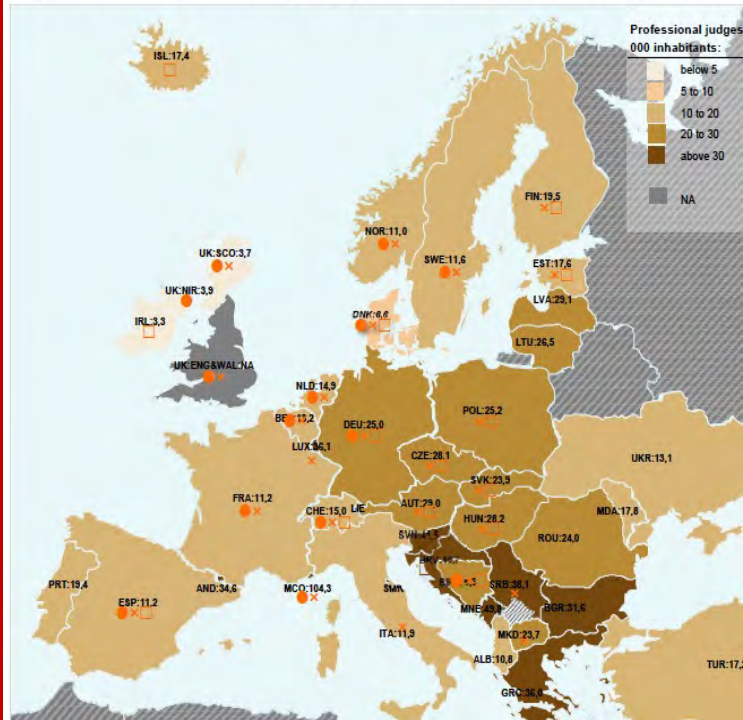 Professional judges
000 inhabitants:
below 5
5 to 10
10 to 20
20 to 30
above 30
NA
ISL:17,4
FIN:19,5
NOR:11,0
SWE:11,6
EST:17,6
UK:SCO:3,7
LVA:29,1
UK:NIR:3,9
DNK:6,6
IRL:3,3
LTU:26,5
UK:ENG&WAL:NA
NLD:14,9
POL:25,2
DEU:25,0
LUX:36,1
CZE:28,1
UKR:13,1
SVK:23,9
FRA:11,2
AUT:29,0
CHE:15,0
LIE
HUN:28,2
MDA:17,8
ROU:24,0
PRT:19,4
AND:34,6
MCO:104,3
SRB:38,1
ESP:11,2
BGR:31,6
ITA:11,9
MKD:23,7
ALB:10,8
GRC:36,0